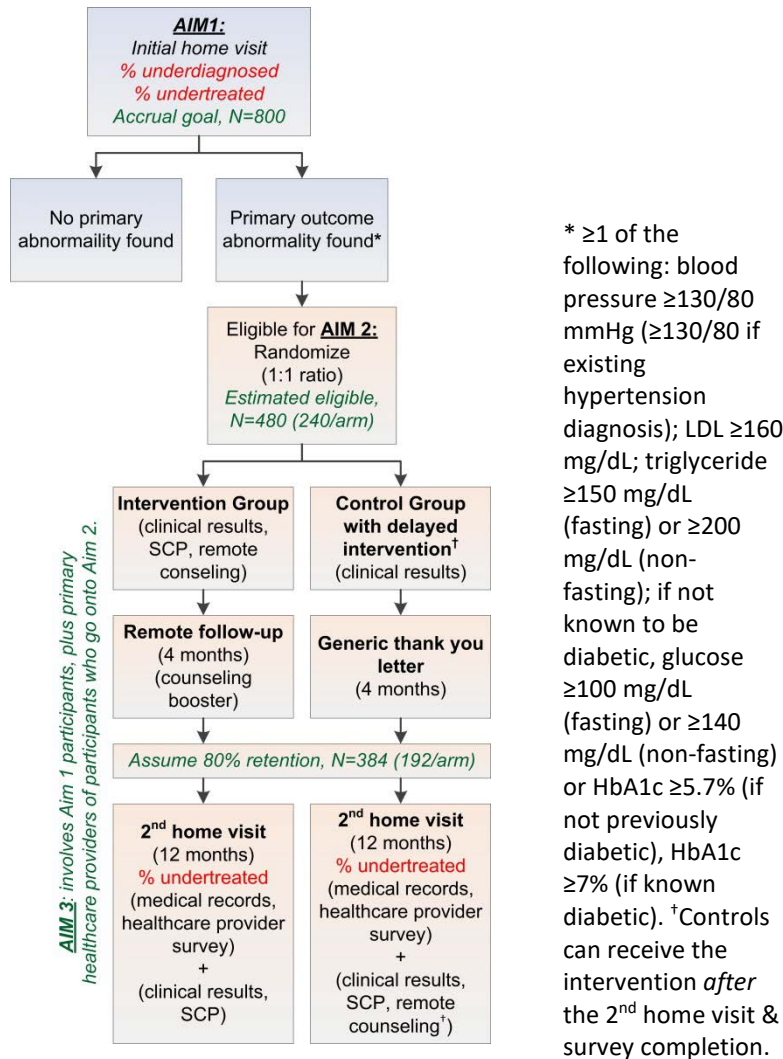 AIM1:
Initial home visit
% underdiagnosed
% undertreated
Accrual goal, N=800
No primary
abnormaility found
Primary outcome
abnormality found*
Eligible for AIM 2:
Randomize
(1:1 ratio)
Estimated eligible,
N=480 (240/arm)
Intervention Group
(clinical results,
SCP, remote
conseling)
Control Group
with delayed
intervention†
(clinical results)
Remote follow-up
(4 months)
(counseling
booster)
Generic thank you
letter
(4 months)
Assume 80% retention, N=384 (192/arm)
2nd home visit
(12 months)
% undertreated
(medical records,
healthcare provider
survey)
+
(clinical results,
SCP)
2nd home visit
(12 months)
% undertreated
(medical records,
healthcare provider
survey)
+
(clinical results,
SCP, remote
counseling†)
AIM 3: involves Aim 1 participants, plus primary
healthcare providers of participants who go onto Aim 2.
* ≥1 of the
following: blood
pressure ≥130/80
mmHg (≥130/80 if
existing
hypertension
diagnosis); LDL ≥160
mg/dL; triglyceride
≥150 mg/dL
(fasting) or ≥200
mg/dL (non-
fasting); if not
known to be
diabetic, glucose
≥100 mg/dL
(fasting) or ≥140
mg/dL (non-fasting)
or HbA1c ≥5.7% (if
not previously
diabetic), HbA1c
≥7% (if known
diabetic). †Controls
can receive the
intervention after
the 2nd home visit &
survey completion.